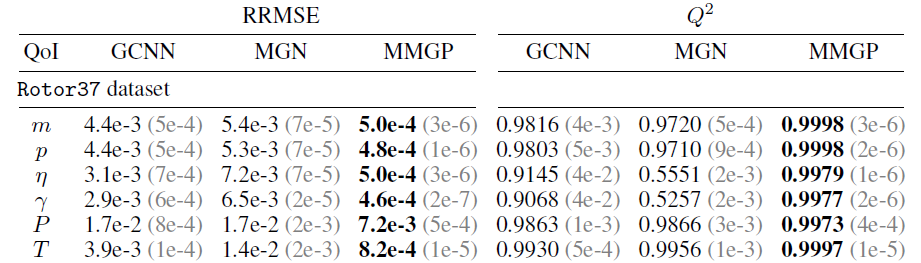 RRMSE Q²
QoI GCNN MGN MMGP GCNN MGN MMGP
Rotor37 dataset
m 4.4e-3 (5e-4) 5.4e-3 (7e-5) 5.0e-4 (3e-6) 0.9816 (4e-3) 0.9720 (5e-4) 0.9998 (3e-6)
p 4.4e-3 (5e-4) 5.3e-3 (7e-5) 4.8e-4 (1e-6) 0.9803 (5e-3) 0.9710 (9e-4) 0.9998 (2e-6)
η 3.1e-3 (7e-4) 7.2e-3 (7e-5) 5.0e-4 (3e-6) 0.9145 (4e-2) 0.5551 (2e-3) 0.9979 (1e-6)
γ 2.9e-3 (6e-4) 6.5e-3 (2e-5) 4.6e-4 (2e-7) 0.9068 (4e-2) 0.5257 (2e-3) 0.9977 (2e-6)
P 1.7e-2 (8e-4) 1.7e-2 (2e-3) 7.2e-3 (5e-4) 0.9863 (1e-3) 0.9866 (3e-3) 0.9973 (4e-4)
T 3.9e-3 (1e-4) 1.4e-2 (2e-3) 8.2e-4 (1e-5) 0.9930 (5e-4) 0.9956 (1e-3) 0.9997 (1e-5)